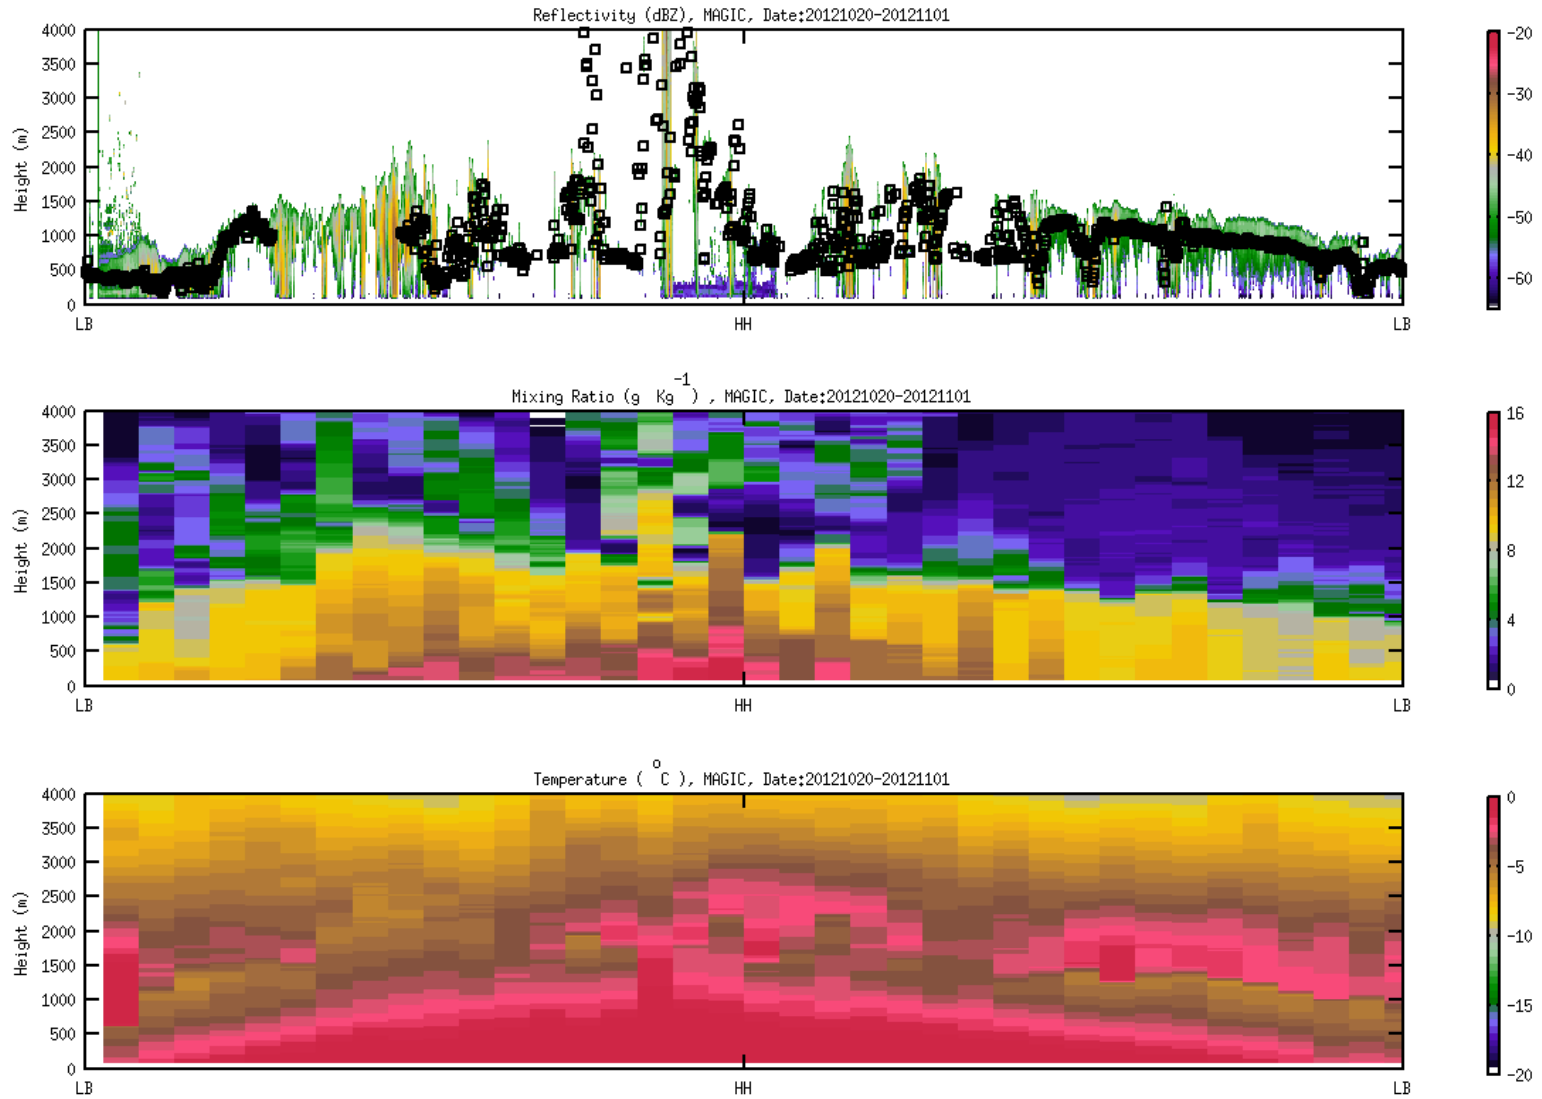 Reflectivity (dBZ), MAGIC, Date:20121020-20121101
4000
3500
3000
2500
2000
1500
1000
500
0
Height (m)
LB
HH
LB
-20
-30
-40
-50
-60
Mixing Ratio (g Kg-1) , MAGIC, Date:20121020-20121101
4000
3500
3000
2500
2000
1500
1000
500
0
Height (m)
LB
HH
LB
16
12
8
4
0
Temperature ( oC ), MAGIC, Date:20121020-20121101
4000
3500
3000
2500
2000
1500
1000
500
0
Height (m)
LB
HH
LB
0
-5
-10
-15
-20